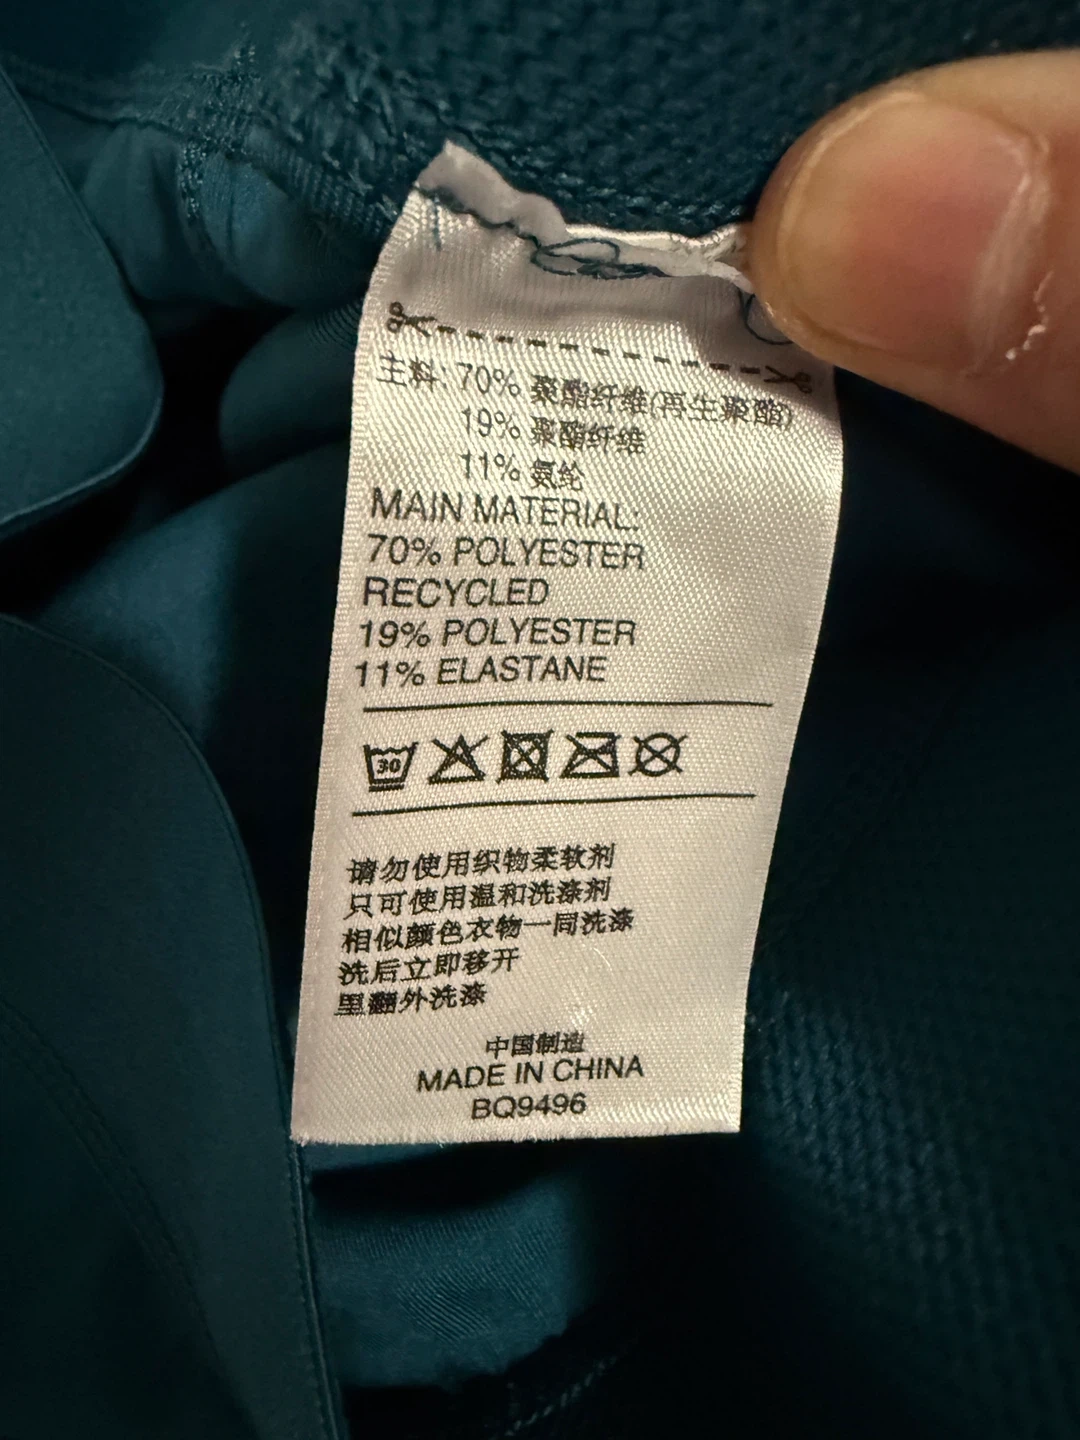 主料: 70% 聚酯纤维(再生聚酯)
19% 聚酯纤维
11% 氨纶
MAIN MATERIAL:
70% POLYESTER
RECYCLED
19% POLYESTER
11% ELASTANE
30
请勿使用织物柔软剂
只可使用温和洗涤剂
相似颜色衣物一同洗涤
洗后立即移开
里翻外洗涤
中国制造
MADE IN CHINA
BQ9496